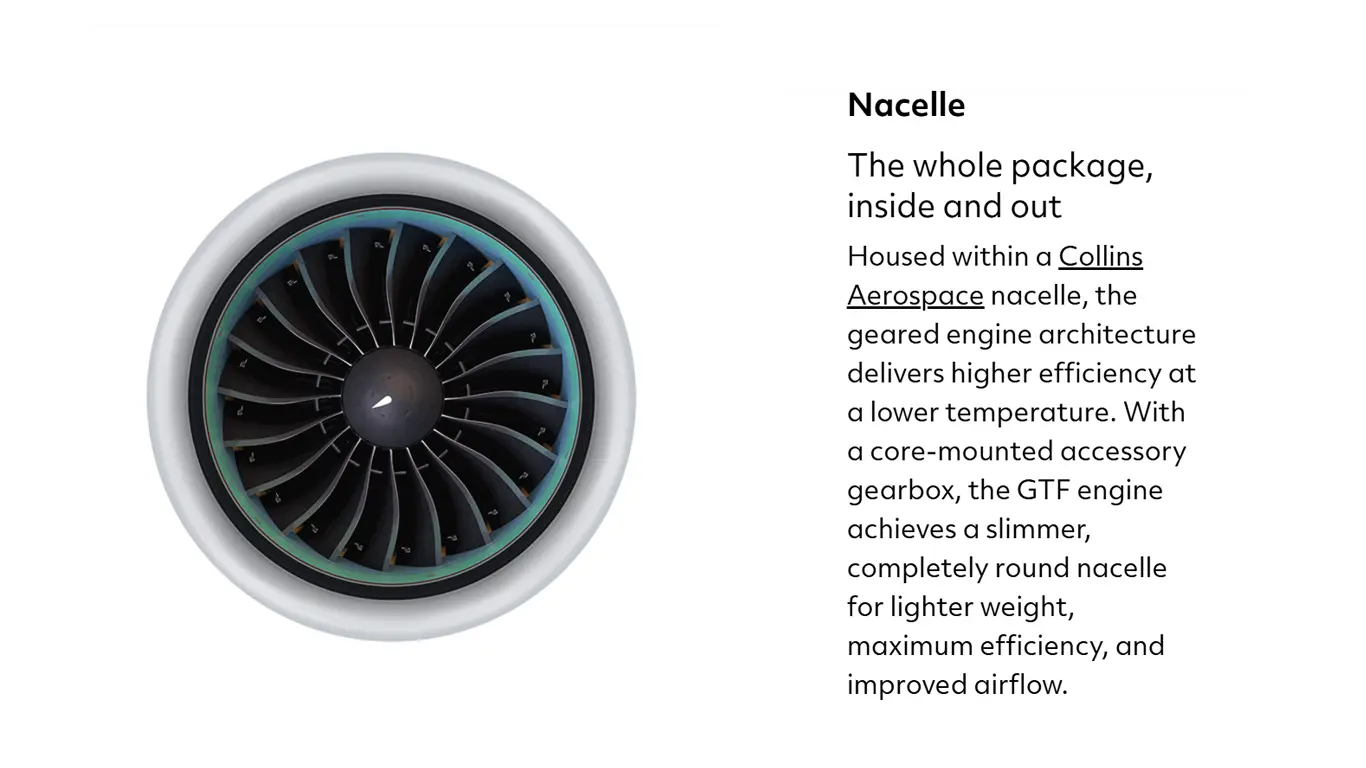 Nacelle
The whole package,
inside and out
Housed within a Collins
Aerospace nacelle, the
geared engine architecture
delivers higher efficiency at
a lower temperature. With
a core-mounted accessory
gearbox, the GTF engine
achieves a slimmer,
completely round nacelle
for lighter weight,
maximum efficiency, and
improved airflow.